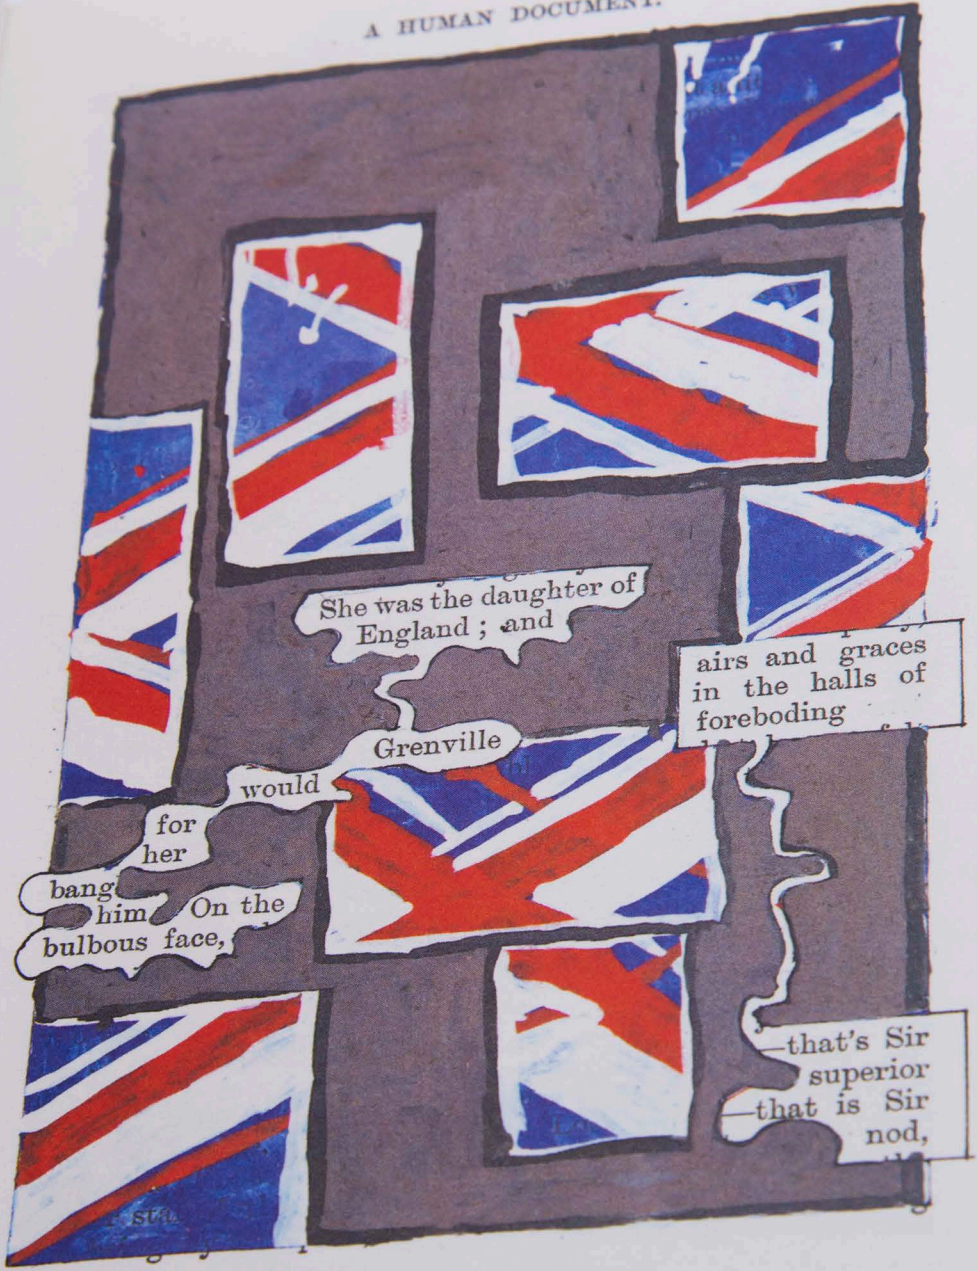 A HUMAN DOCUMENT.
She was the daughter of
England ; and
airs and graces
in the halls of
foreboding
Grenville
would
for
her
bang
him On the
bulbous face,
—that's Sir
superior
—that is Sir
nod,